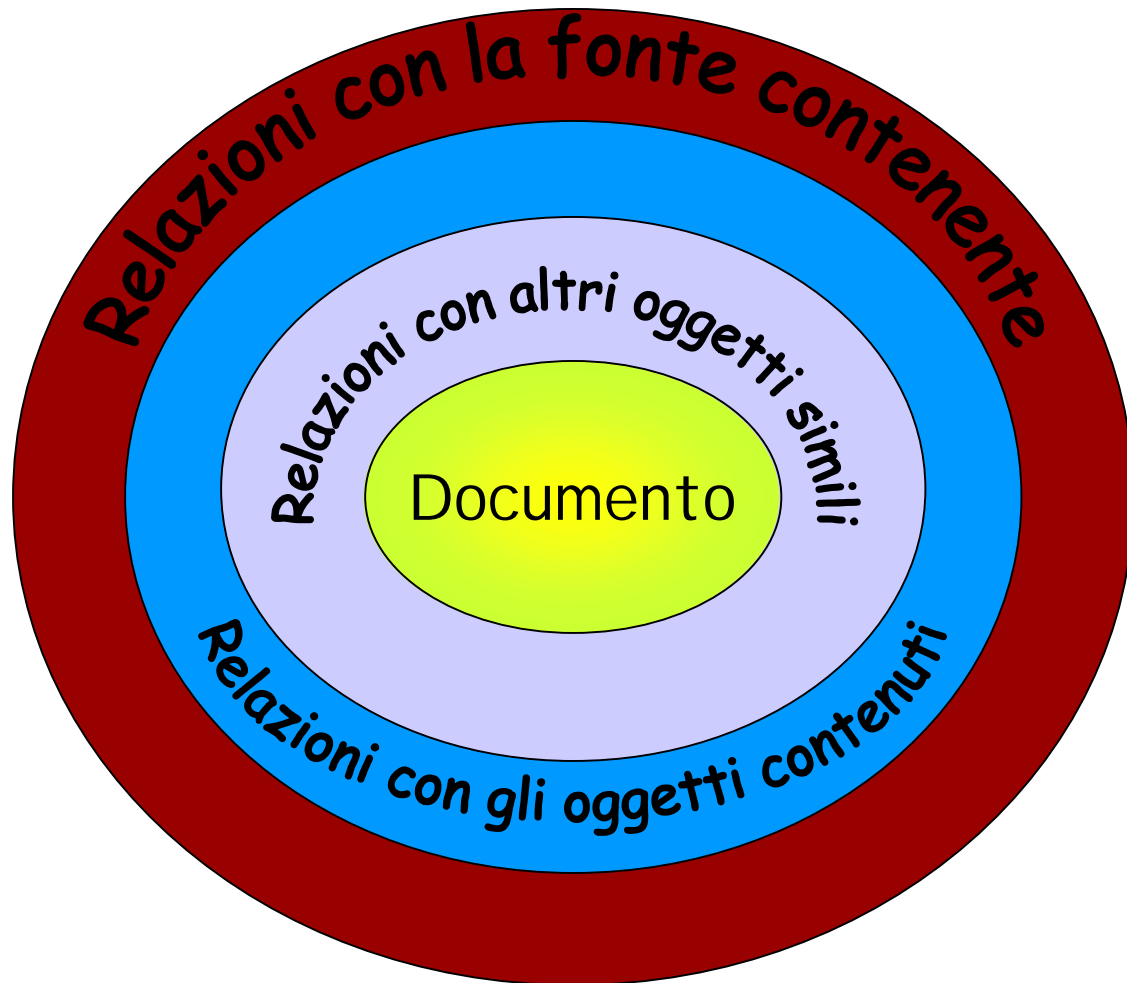 Relazioni con la fonte contenente
Relazioni con altri oggetti simili
Documento
Relazioni con gli oggetti contenuti